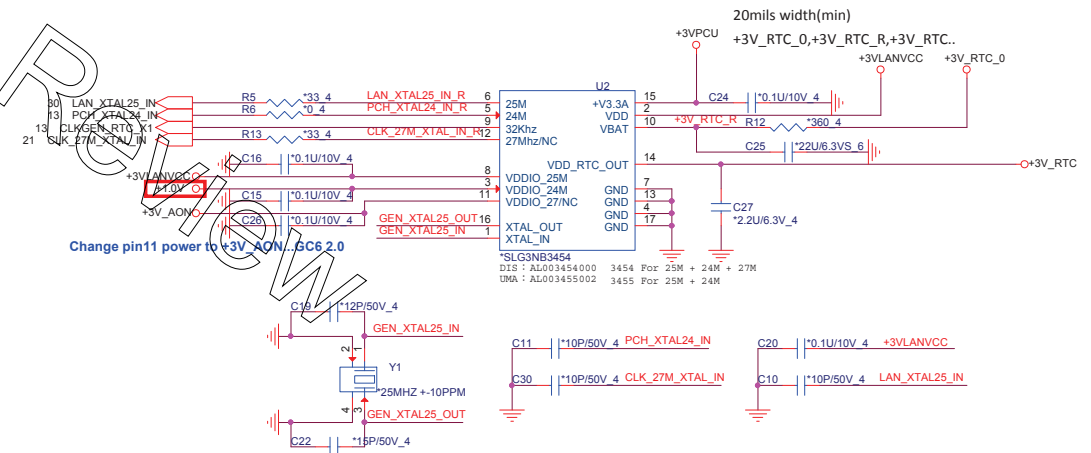 20mils width(min)
+3V_RTC_0,+3V_RTC_R,+3V_RTC..
+3VPCU
+3VLANVCC
+3V_RTC_0
Review
U2
30 LAN_XTAL25_IN
R5 *33_4
LAN_XTAL25_IN_R
6 25M
13 PCH_XTAL24_IN
R6 *0_4
PCH_XTAL24_IN_R
5 24M
13 CLKGEN_RTC_X1
9 32Khz
21 CLK_27M_XTAL_IN
R13 *33_4
CLK_27M_XTAL_IN_R
12 27Mhz/NC
+V3.3A 15
VDD 2
VBAT 10
C24 *0.1U/10V_4
+3V_RTC_R
R12 *360_4
C25 *22U/6.3VS_6
VDD_RTC_OUT 14
+3V_RTC
C16 *0.1U/10V_4
+3VLANVCC
8 VDDIO_25M
+1.0V
3 VDDIO_24M
C15 *0.1U/10V_4
11 VDDIO_27/NC
+3V_AON
C26 *0.1U/10V_4
GND 7
GND 13
GND 4
GND 17
C27
*2.2U/6.3V_4
GEN_XTAL25_OUT 16 XTAL_OUT
GEN_XTAL25_IN 1 XTAL_IN
Change pin11 power to +3V_AON...GC6 2.0
*SLG3NB3454
DIS : AL003454000 3454 For 25M + 24M + 27M
UMA : AL003455002 3455 For 25M + 24M
C19 *12P/50V_4
GEN_XTAL25_IN
2 1
Y1
*25MHZ +-10PPM
4 3
GEN_XTAL25_OUT
C22 *15P/50V_4
C11 *10P/50V_4 PCH_XTAL24_IN
C30 *10P/50V_4 CLK_27M_XTAL_IN
C20 *0.1U/10V_4 +3VLANVCC
C10 *10P/50V_4 LAN_XTAL25_IN